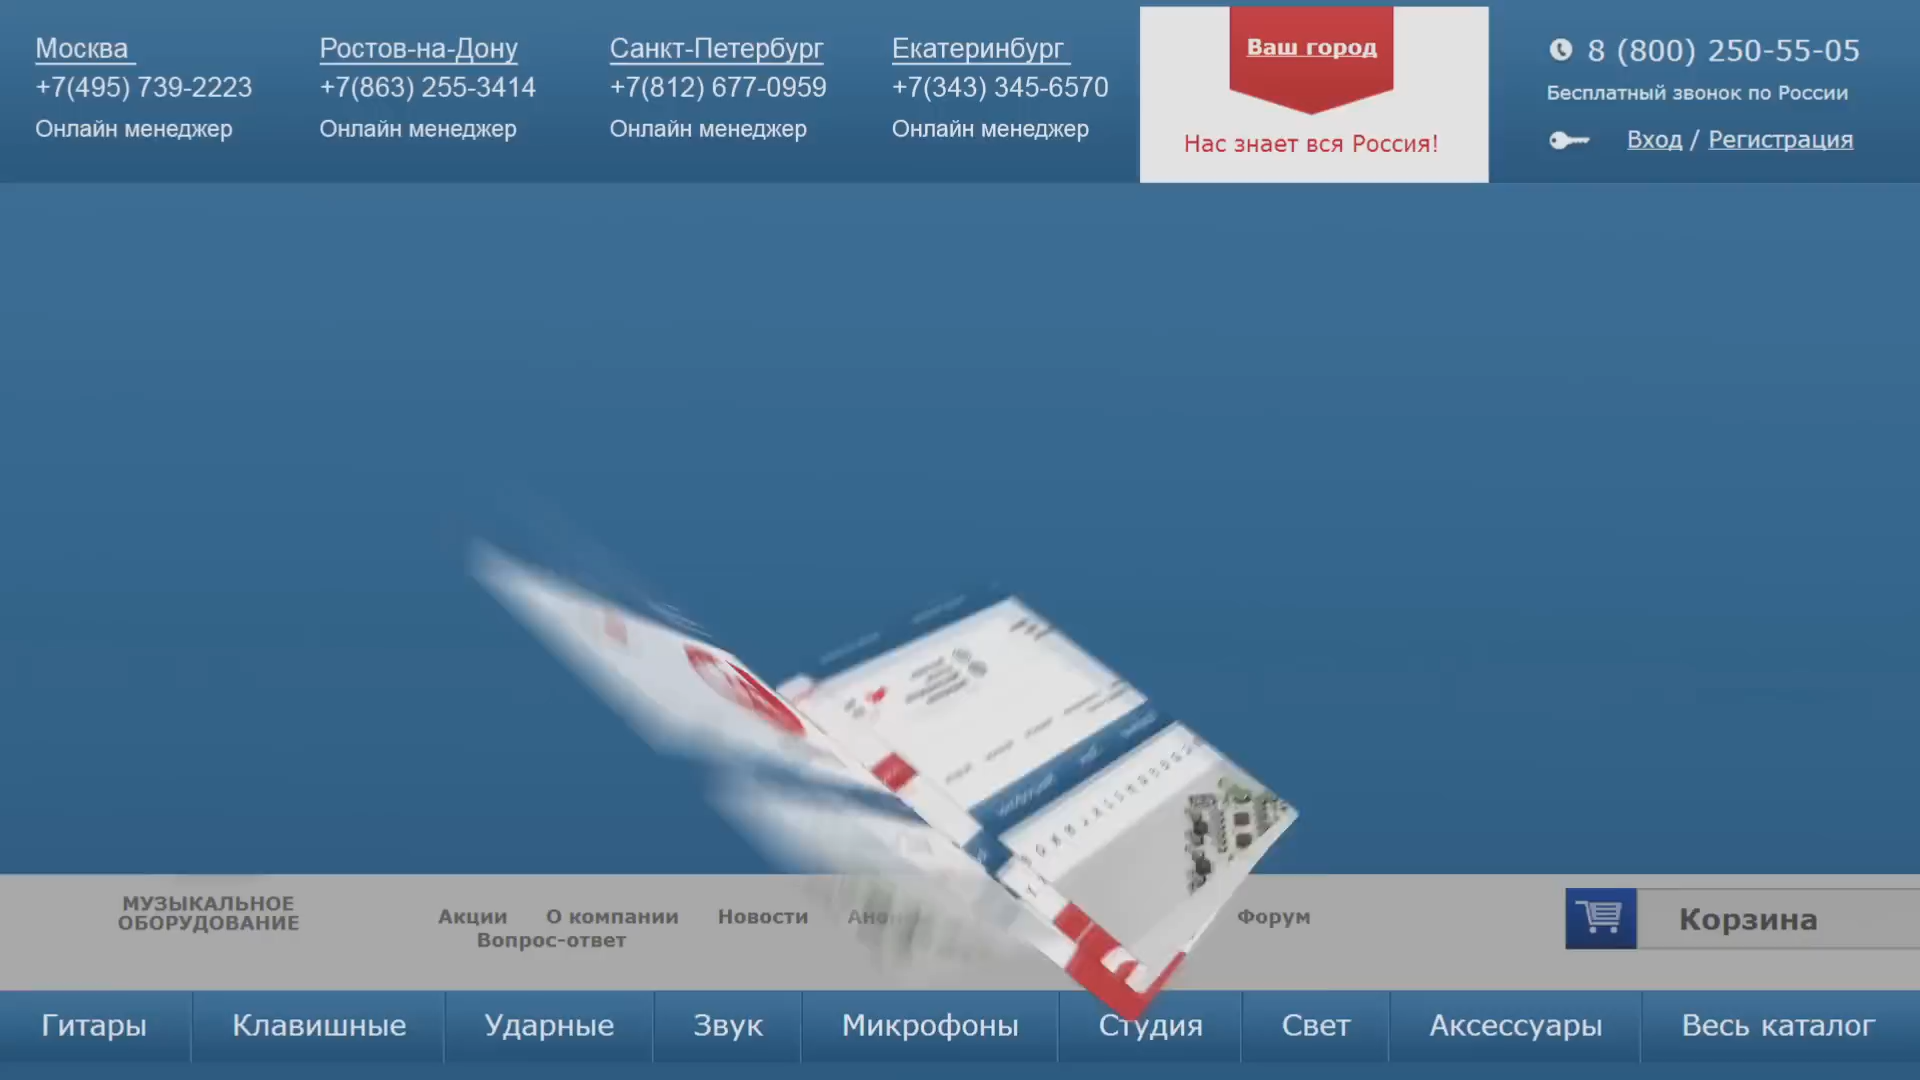 Москва
+7(495) 739-2223
Онлайн менеджер
Ростов-на-Дону
+7(863) 255-3414
Онлайн менеджер
Санкт-Петербург
+7(812) 677-0959
Онлайн менеджер
Екатеринбург
+7(343) 345-6570
Онлайн менеджер
Ваш город
Нас знает вся Россия!
8 (800) 250-55-05
Бесплатный звонок по России
Вход / Регистрация
МУЗЫКАЛЬНОЕ
ОБОРУДОВАНИЕ
Акции О компании Новости Форум
Вопрос-ответ
Корзина
Гитары Клавишные Ударные Звук Микрофоны Студия Свет Аксессуары Весь каталог